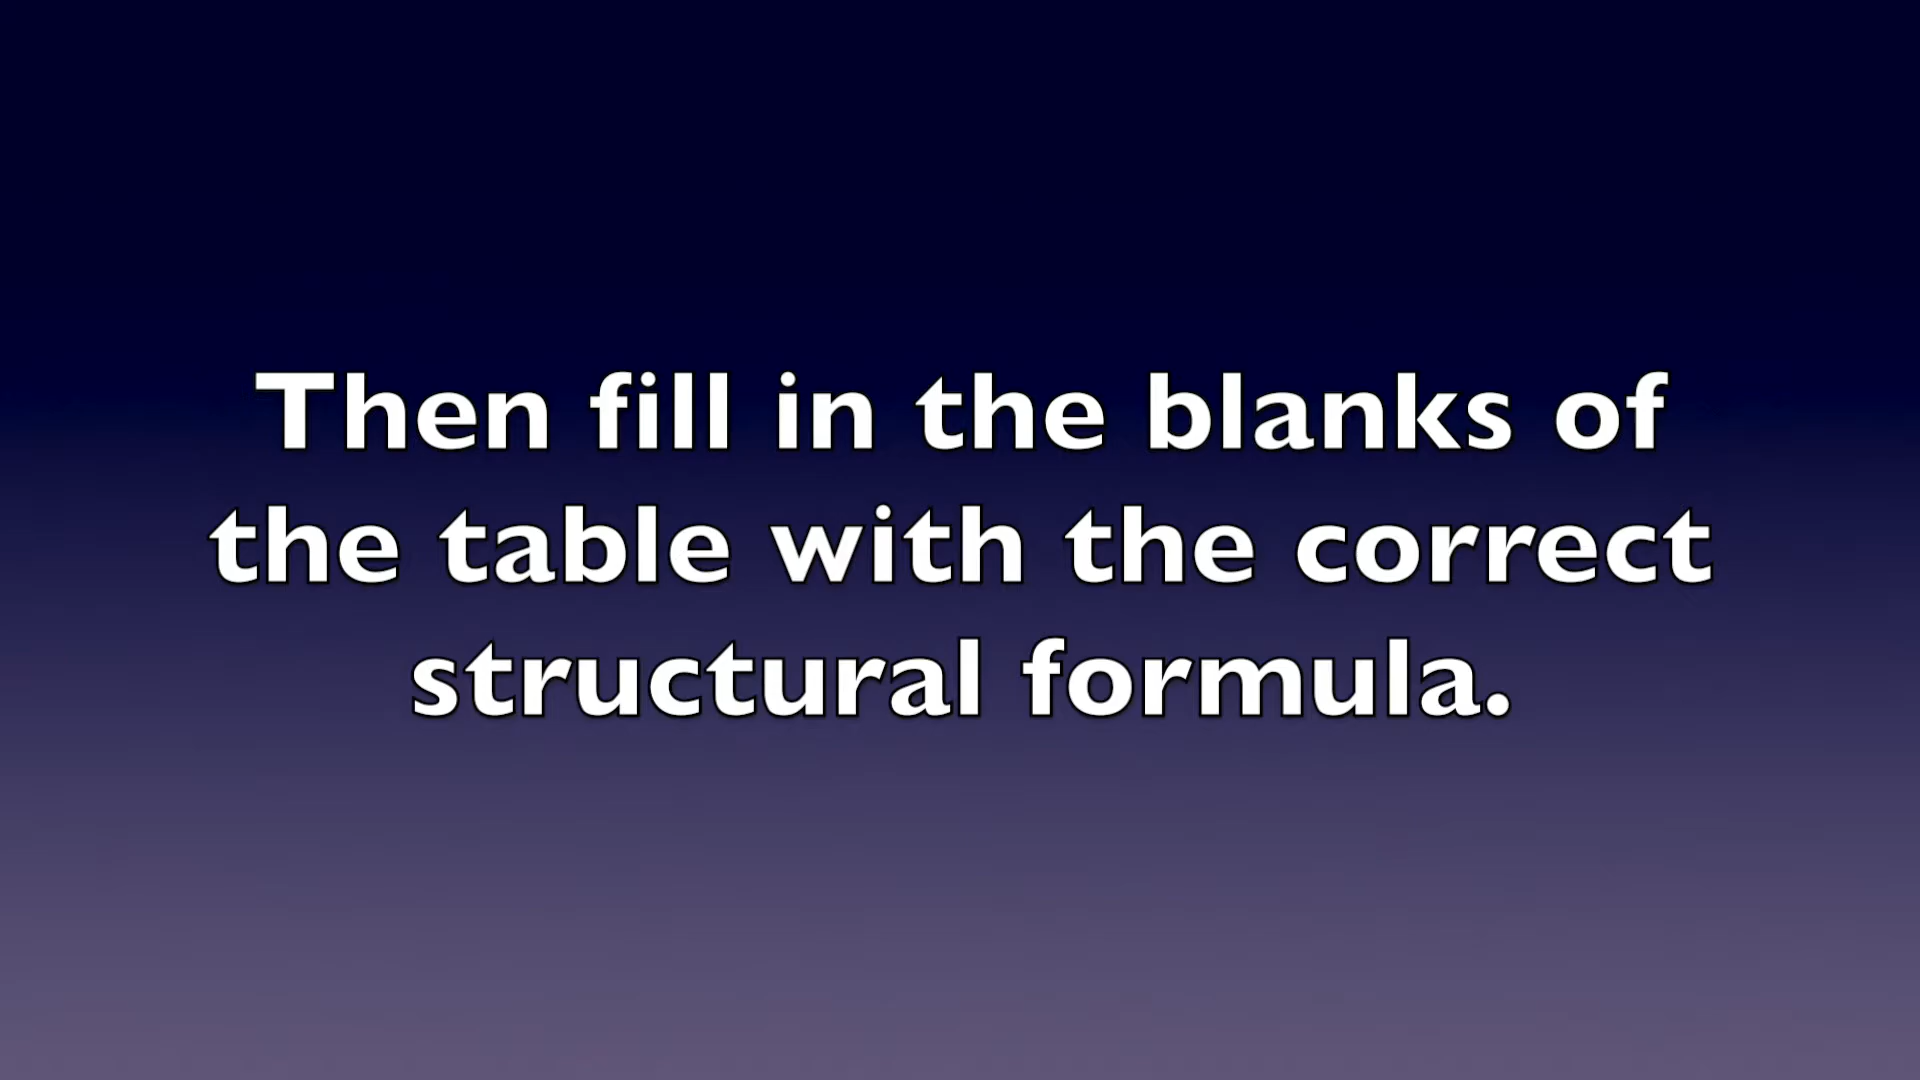 Then fill in the blanks of
the table with the correct
structural formula.